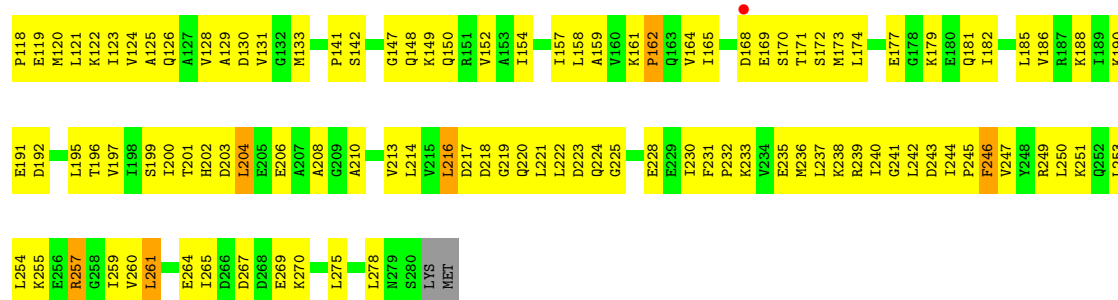 P118 E119 M120 L121 K122 I123 V124 A125 Q126 A127 V128 A129 D130 V131 G132 M133 P141 S142 G147 Q148 K149 Q150 R151 V152 A153 I154 I157 L158 A159 V160 K161 P162 Q163 V164 I165 D168 E169 S170 T171 S172 M173 L174 E177 G178 K179 E180 Q181 I182 L185 V186 R187 K188 I189 K190
E191 D192 L195 T196 V197 I198 S199 I200 T201 H202 D203 L204 E205 E206 A207 A208 G209 A210 V213 L214 V215 L216 D217 D218 G219 Q220 L221 L222 D223 Q224 G225 E228 E229 I230 F231 P232 K233 V234 E235 M236 L237 K238 R239 I240 G241 L242 D243 I244 P245 F246 V247 Y248 R249 L250 K251 Q252 L253
L254 K255 E256 R257 G258 I259 V260 L261 E264 I265 D266 D267 D268 E269 K270 L275 L278 N279 S280 LYS MET